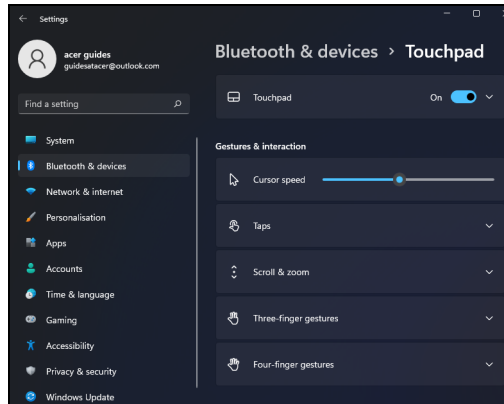 Settings
acer guides
guidesatacer@outlook.com
Find a setting
System
Bluetooth & devices
Network & internet
Personalisation
Apps
Accounts
Time & language
Gaming
Accessibility
Privacy & security
Windows Update
Bluetooth & devices > Touchpad
Touchpad On
Gestures & interaction
Cursor speed
Taps
Scroll & zoom
Three-finger gestures
Four-finger gestures